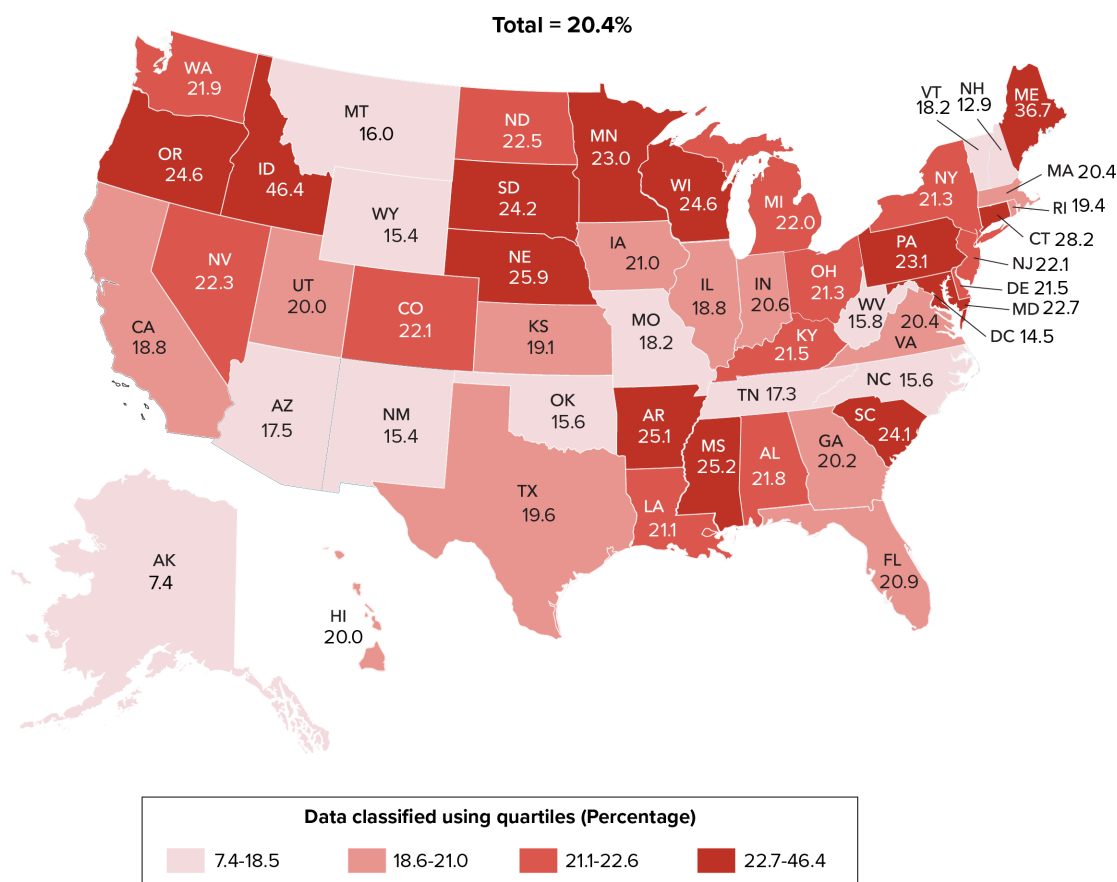 Total = 20.4%
WA
21.9
MT
16.0
ND
22.5
MN
23.0
VT
18.2
NH
12.9
ME
36.7
OR
24.6
ID
46.4
SD
24.2
WI
24.6
MI
22.0
NY
21.3
MA 20.4
RI 19.4
CT 28.2
WY
15.4
NE
25.9
IA
21.0
PA
23.1
NJ 22.1
DE 21.5
MD 22.7
DC 14.5
NV
22.3
UT
20.0
CO
22.1
IL
18.8
IN
20.6
OH
21.3
WV
15.8
20.4
VA
CA
18.8
KS
19.1
MO
18.2
KY
21.5
AZ
17.5
NM
15.4
OK
15.6
AR
25.1
TN 17.3
NC 15.6
SC
24.1
MS
25.2
AL
21.8
GA
20.2
TX
19.6
LA
21.1
FL
20.9
AK
7.4
HI
20.0
Data classified using quartiles (Percentage)
7.4-18.5
18.6-21.0
21.1-22.6
22.7-46.4